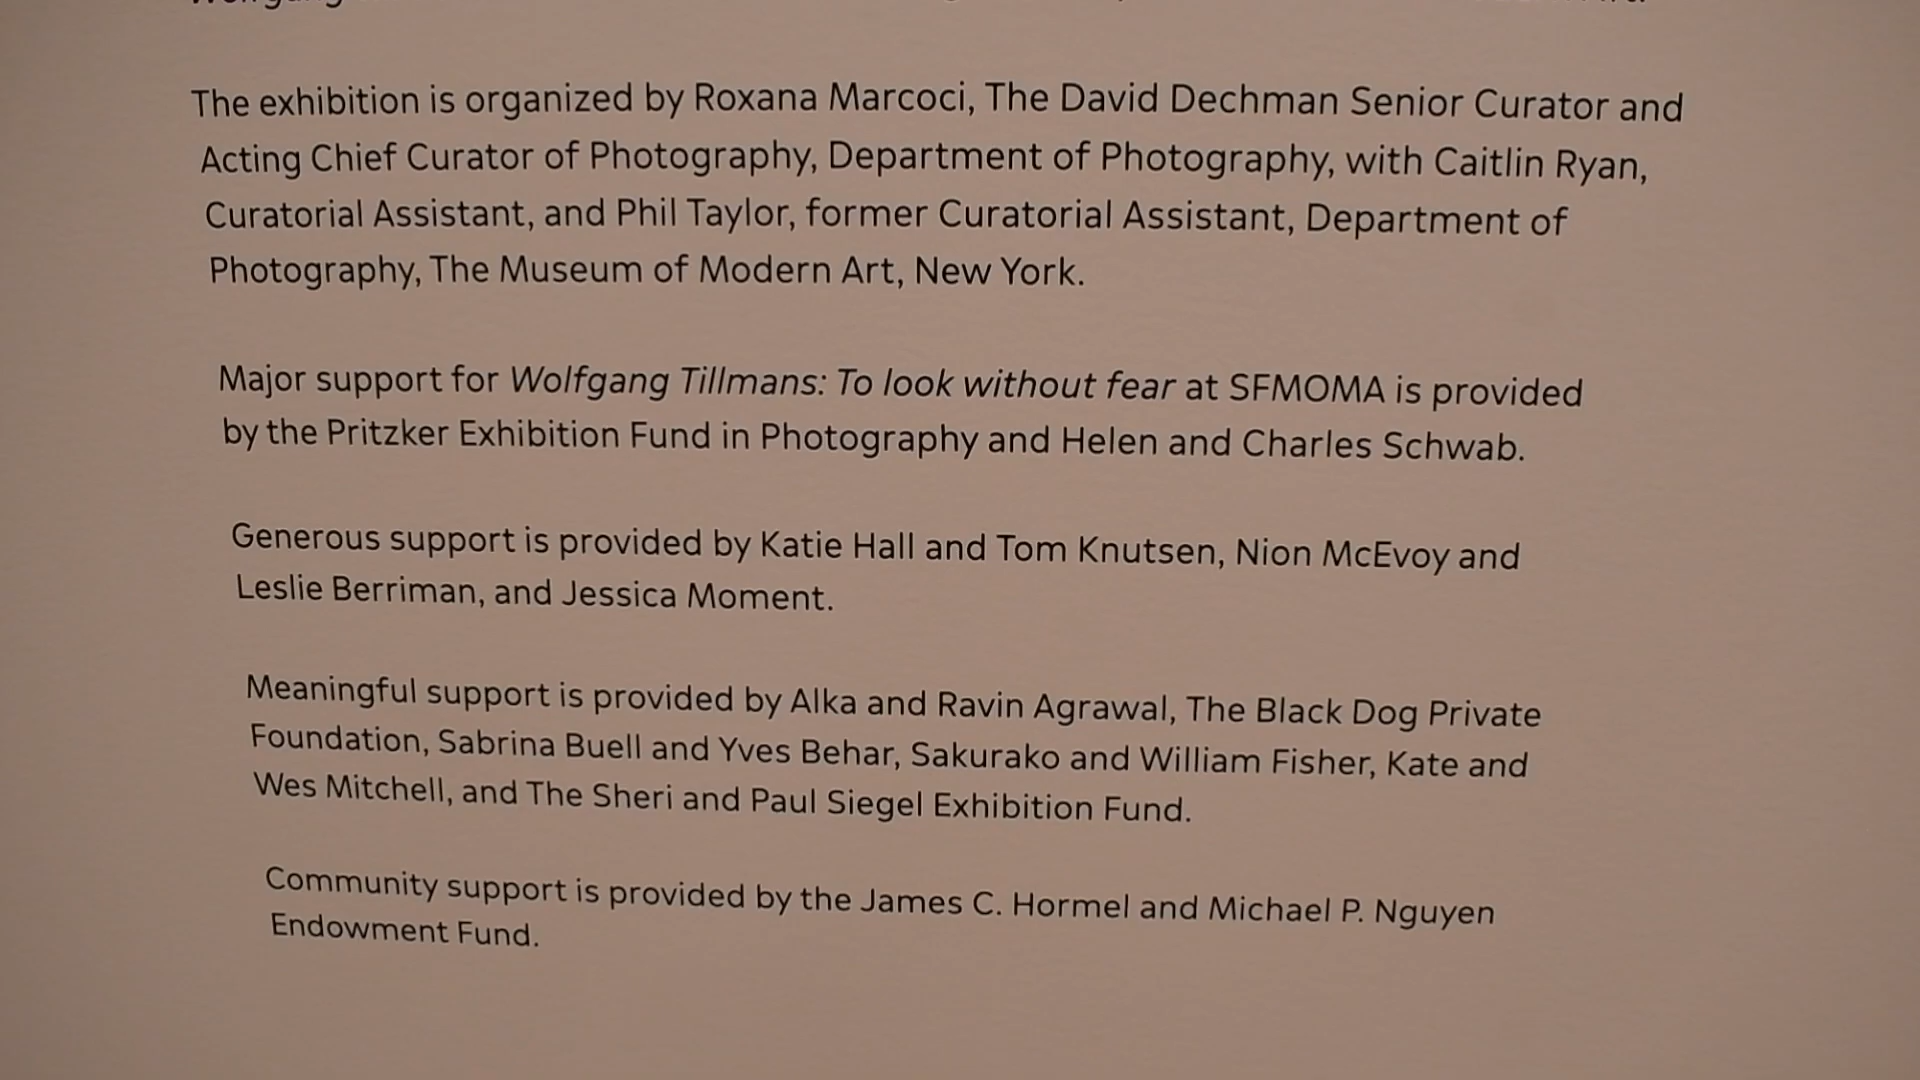 The exhibition is organized by Roxana Marcoci, The David Dechman Senior Curator and
Acting Chief Curator of Photography, Department of Photography, with Caitlin Ryan,
Curatorial Assistant, and Phil Taylor, former Curatorial Assistant, Department of
Photography, The Museum of Modern Art, New York.
Major support for Wolfgang Tillmans: To look without fear at SFMOMA is provided
by the Pritzker Exhibition Fund in Photography and Helen and Charles Schwab.
Generous support is provided by Katie Hall and Tom Knutsen, Nion McEvoy and
Leslie Berriman, and Jessica Moment.
Meaningful support is provided by Alka and Ravin Agrawal, The Black Dog Private
Foundation, Sabrina Buell and Yves Behar, Sakurako and William Fisher, Kate and
Wes Mitchell, and The Sheri and Paul Siegel Exhibition Fund.
Community support is provided by the James C. Hormel and Michael P. Nguyen
Endowment Fund.